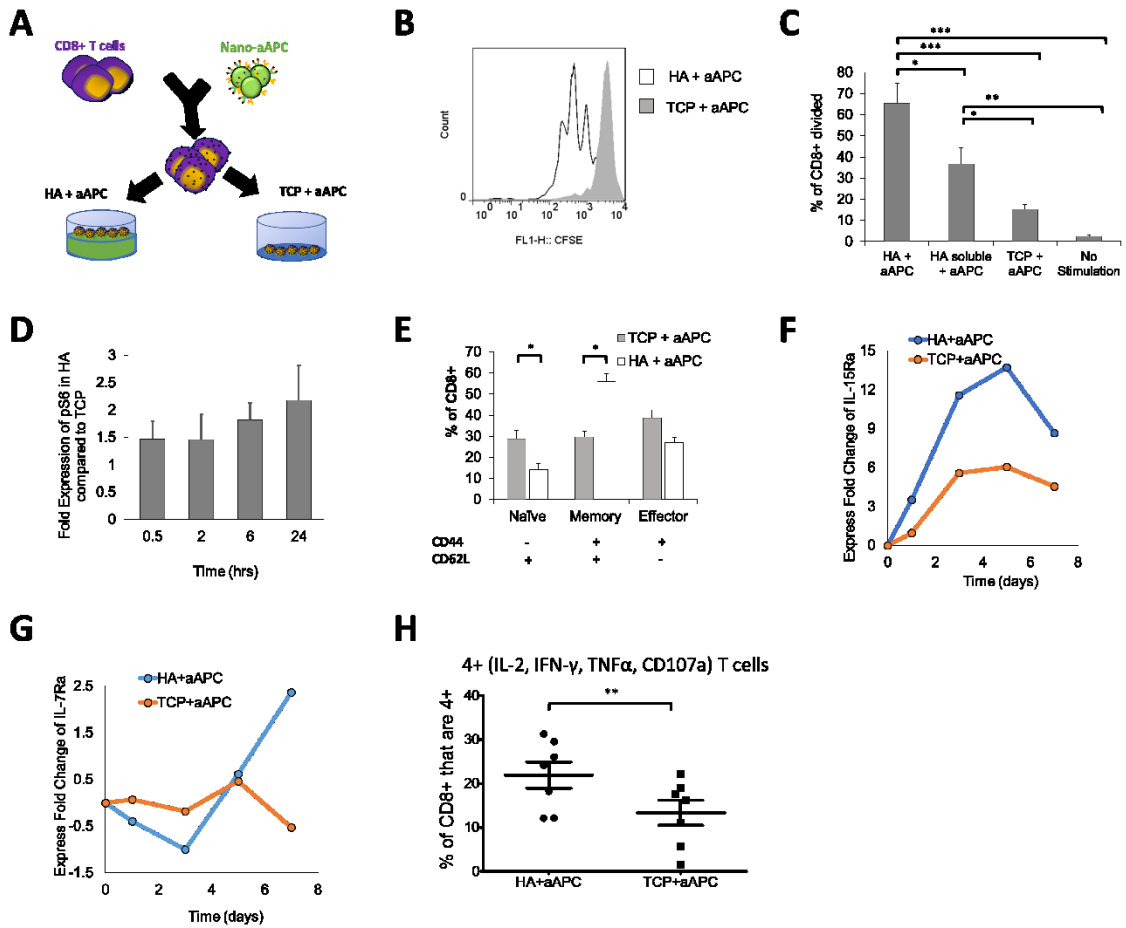 A
CD8+ T cells
Nano-aAPC
HA + aAPC
TCP + aAPC
B
Count
0
10⁰ 10¹ 10² 10³ 10⁴
FL1-H:: CFSE
HA + aAPC
TCP + aAPC
C
***
***
*
**
*
% of CD8+ divided
80
70
60
50
40
30
20
10
0
HA + aAPC
HA soluble + aAPC
TCP + aAPC
No Stimulation
D
Fold Expression of pS6 in HA
compared to TCP
3
2.5
2
1.5
1
0.5
0
0.5 2 6 24
Time (hrs)
E
TCP + aAPC
HA + aAPC
* *
% of CD8+
70
60
50
40
30
20
10
0
Naïve Memory Effector
CD44 - + +
CD62L + + -
F
HA+aAPC
TCP+aAPC
Express Fold Change of IL-15Ra
15
12
9
6
3
0
0 2 4 6 8
Time (days)
G
HA+aAPC
TCP+aAPC
Express Fold Change of IL-7Ra
2.5
1.5
0.5
-0.5
-1.5
0 2 4 6 8
Time (days)
H
4+ (IL-2, IFN-γ, TNFα, CD107a) T cells
**
% of CD8+ that are 4+
40
30
20
10
0
HA+aAPC TCP+aAPC